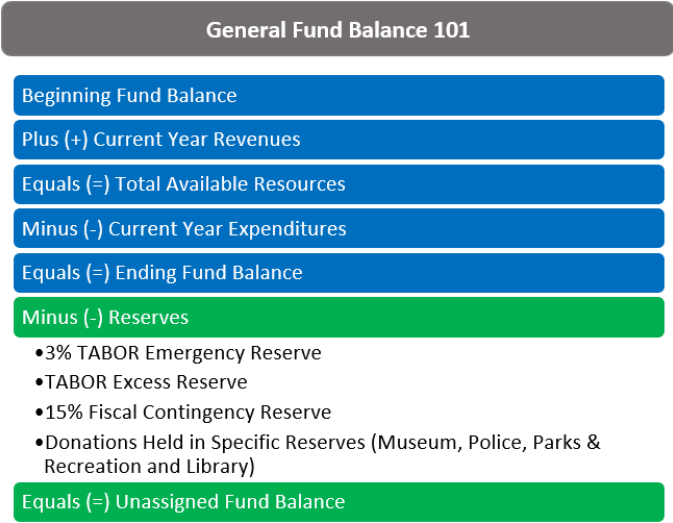 General Fund Balance 101
Beginning Fund Balance
Plus (+) Current Year Revenues
Equals (=) Total Available Resources
Minus (-) Current Year Expenditures
Equals (=) Ending Fund Balance
Minus (-) Reserves
•3% TABOR Emergency Reserve
•TABOR Excess Reserve
•15% Fiscal Contingency Reserve
•Donations Held in Specific Reserves (Museum, Police, Parks &
Recreation and Library)
Equals (=) Unassigned Fund Balance